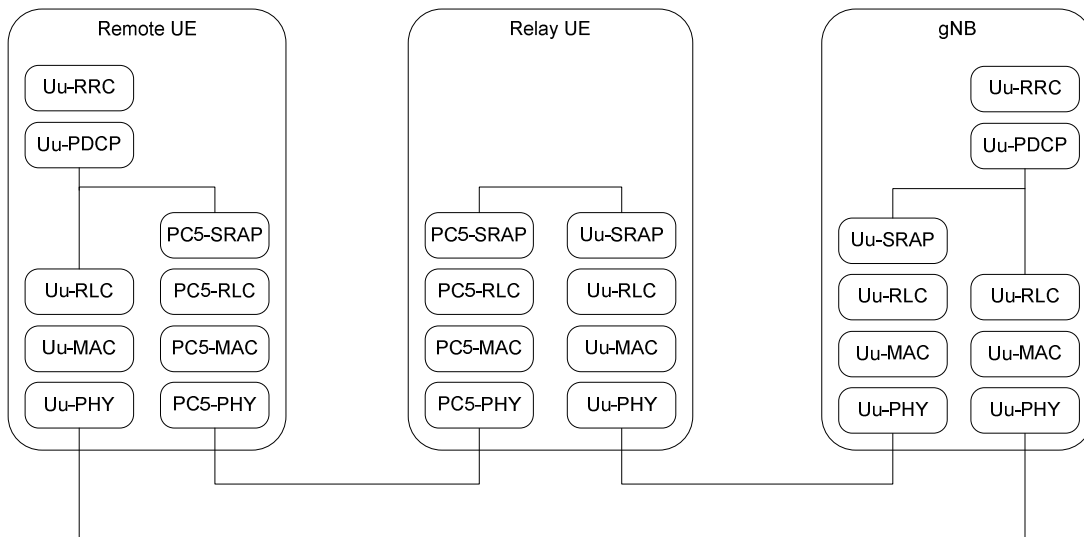 Remote UE
Uu-RRC
Uu-PDCP
PC5-SRAP
Uu-RLC
PC5-RLC
Uu-MAC
PC5-MAC
Uu-PHY
PC5-PHY
Relay UE
PC5-SRAP
Uu-SRAP
PC5-RLC
Uu-RLC
PC5-MAC
Uu-MAC
PC5-PHY
Uu-PHY
gNB
Uu-RRC
Uu-PDCP
Uu-SRAP
Uu-RLC
Uu-RLC
Uu-MAC
Uu-MAC
Uu-PHY
Uu-PHY